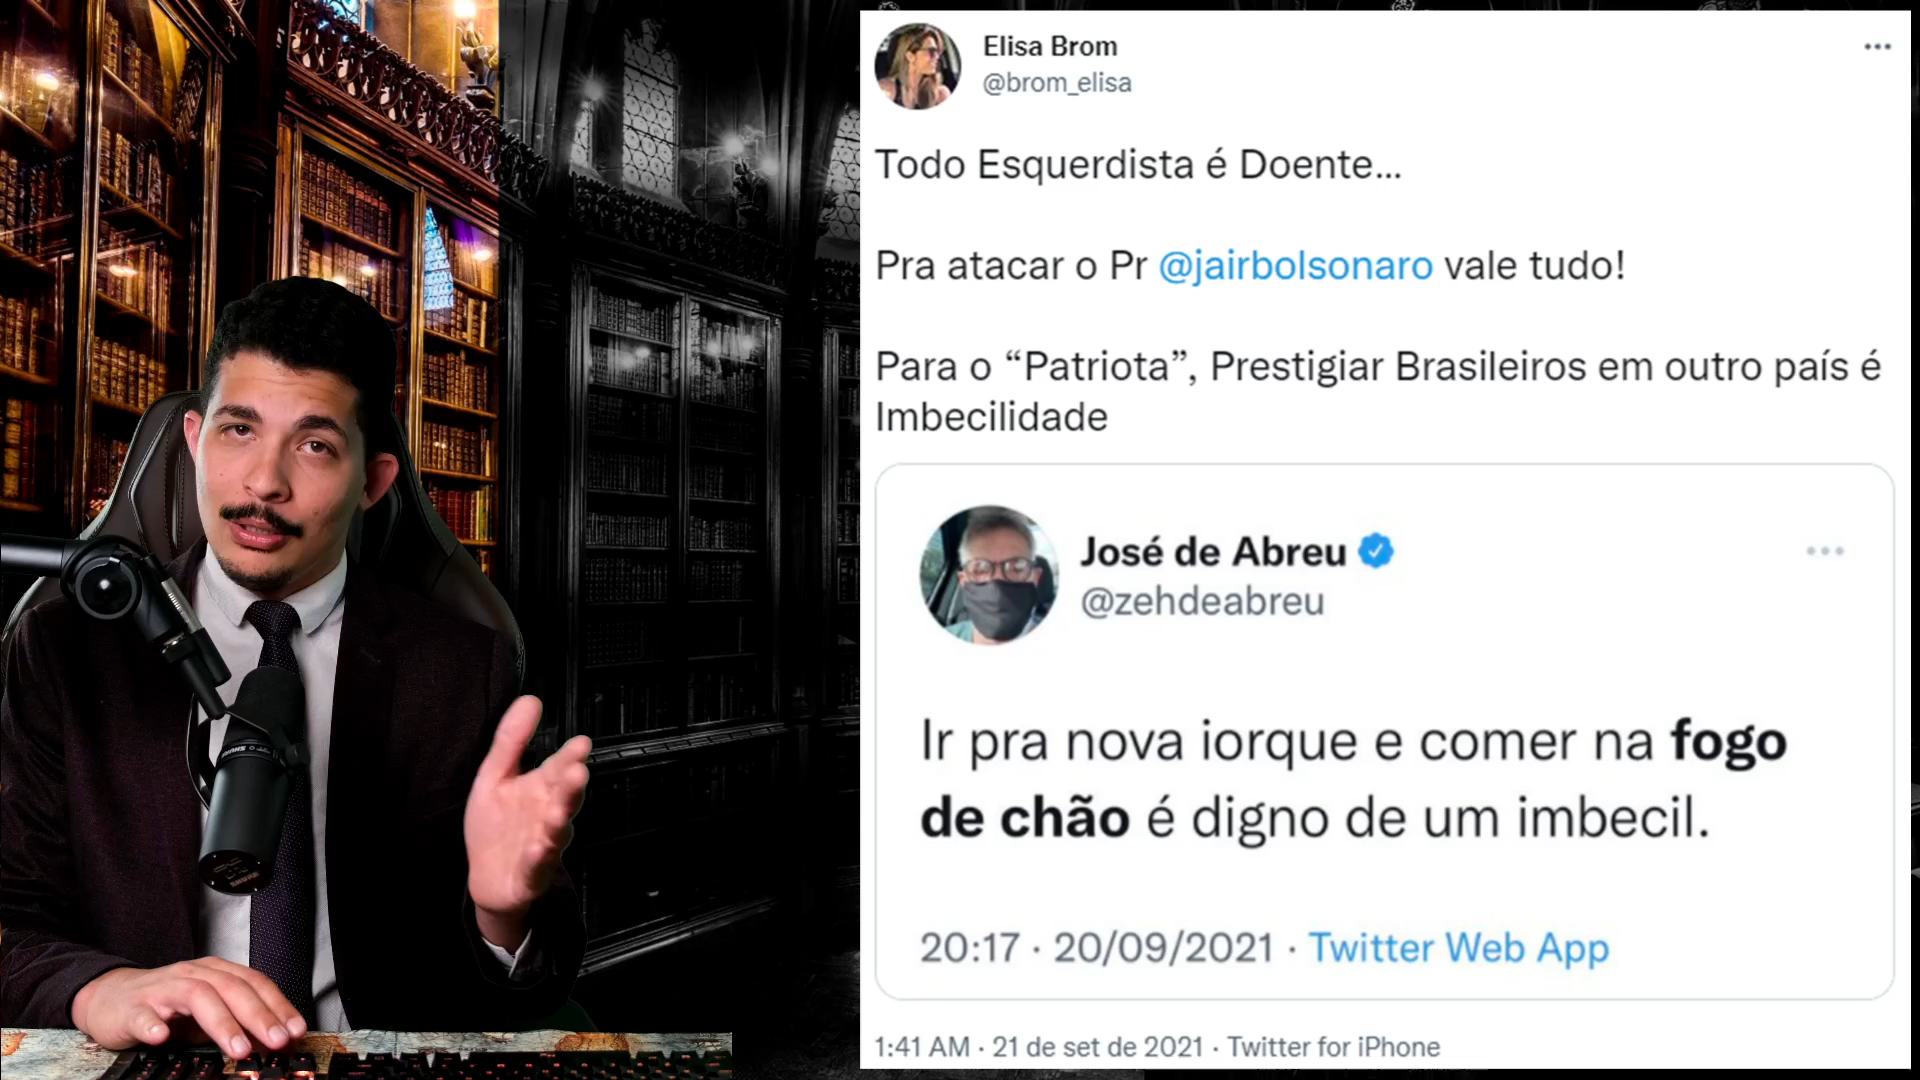 Elisa Brom
@brom_elisa
Todo Esquerdista é Doente...
Pra atacar o Pr @jairbolsonaro vale tudo!
Para o “Patriota”, Prestigiar Brasileiros em outro país é
Imbecilidade
José de Abreu
@zehdeabreu
Ir pra nova iorque e comer na fogo
de chão é digno de um imbecil.
20:17 · 20/09/2021 · Twitter Web App
1:41 AM · 21 de set de 2021 · Twitter for iPhone